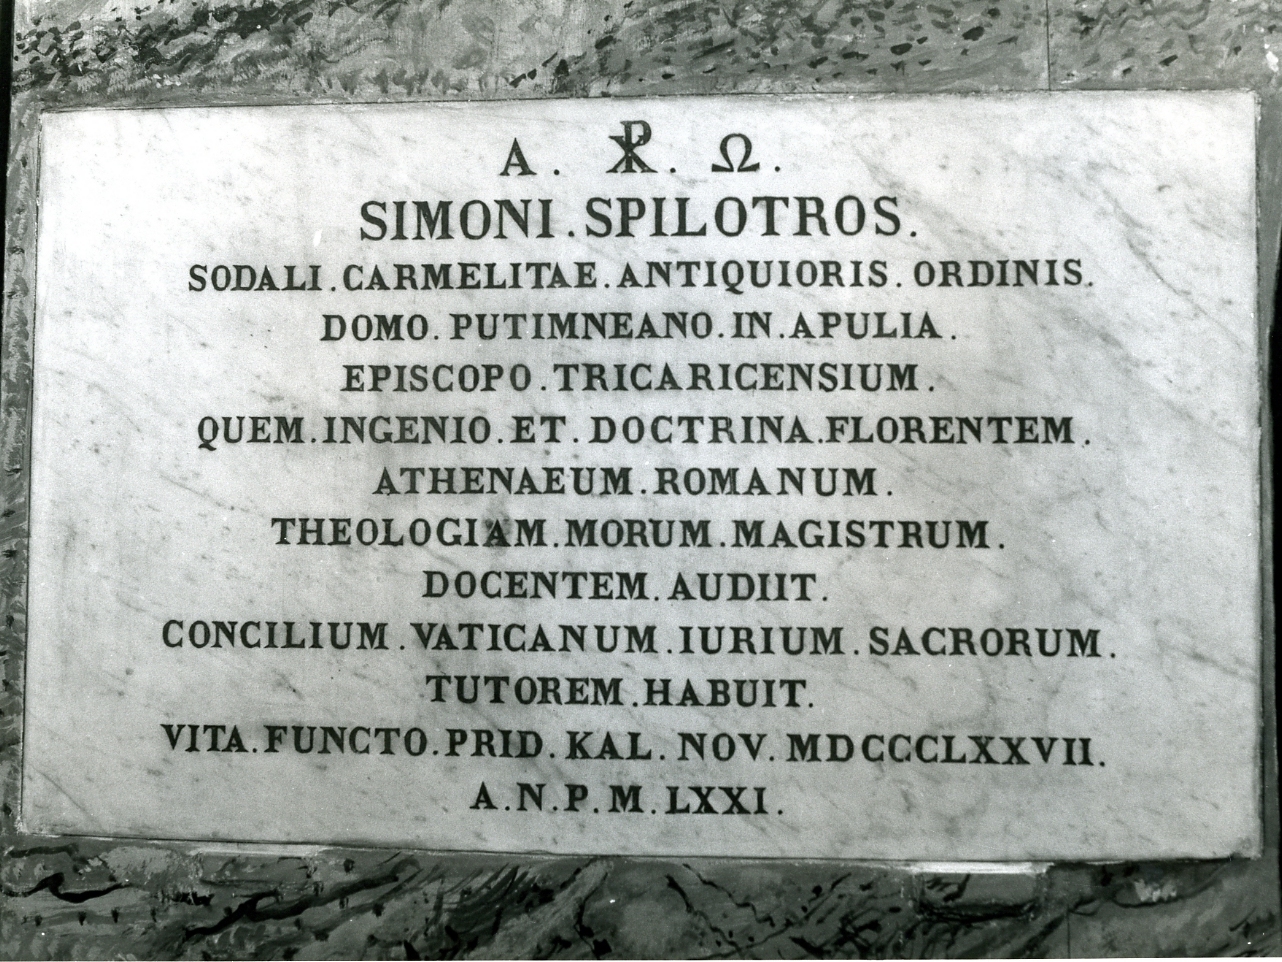 A . ☧ . Ω .
SIMONI . SPILOTROS .
SODALI . CARMELITAE . ANTIQUIORIS . ORDINIS .
DOMO . PUTIMNEANO . IN . APULIA .
EPISCOPO . TRICARICENSIUM .
QUEM . INGENIO . ET . DOCTRINA . FLORENTEM .
ATHENAEUM . ROMANUM .
THEOLOGIAM . MORUM . MAGISTRUM .
DOCENTEM . AUDIIT .
CONCILIUM . VATICANUM . IURIUM . SACRORUM .
TUTOREM . HABUIT .
VITA . FUNCTO . PRID . KAL . NOV . MDCCCLXXVII .
A . N . P . M . LXXI .